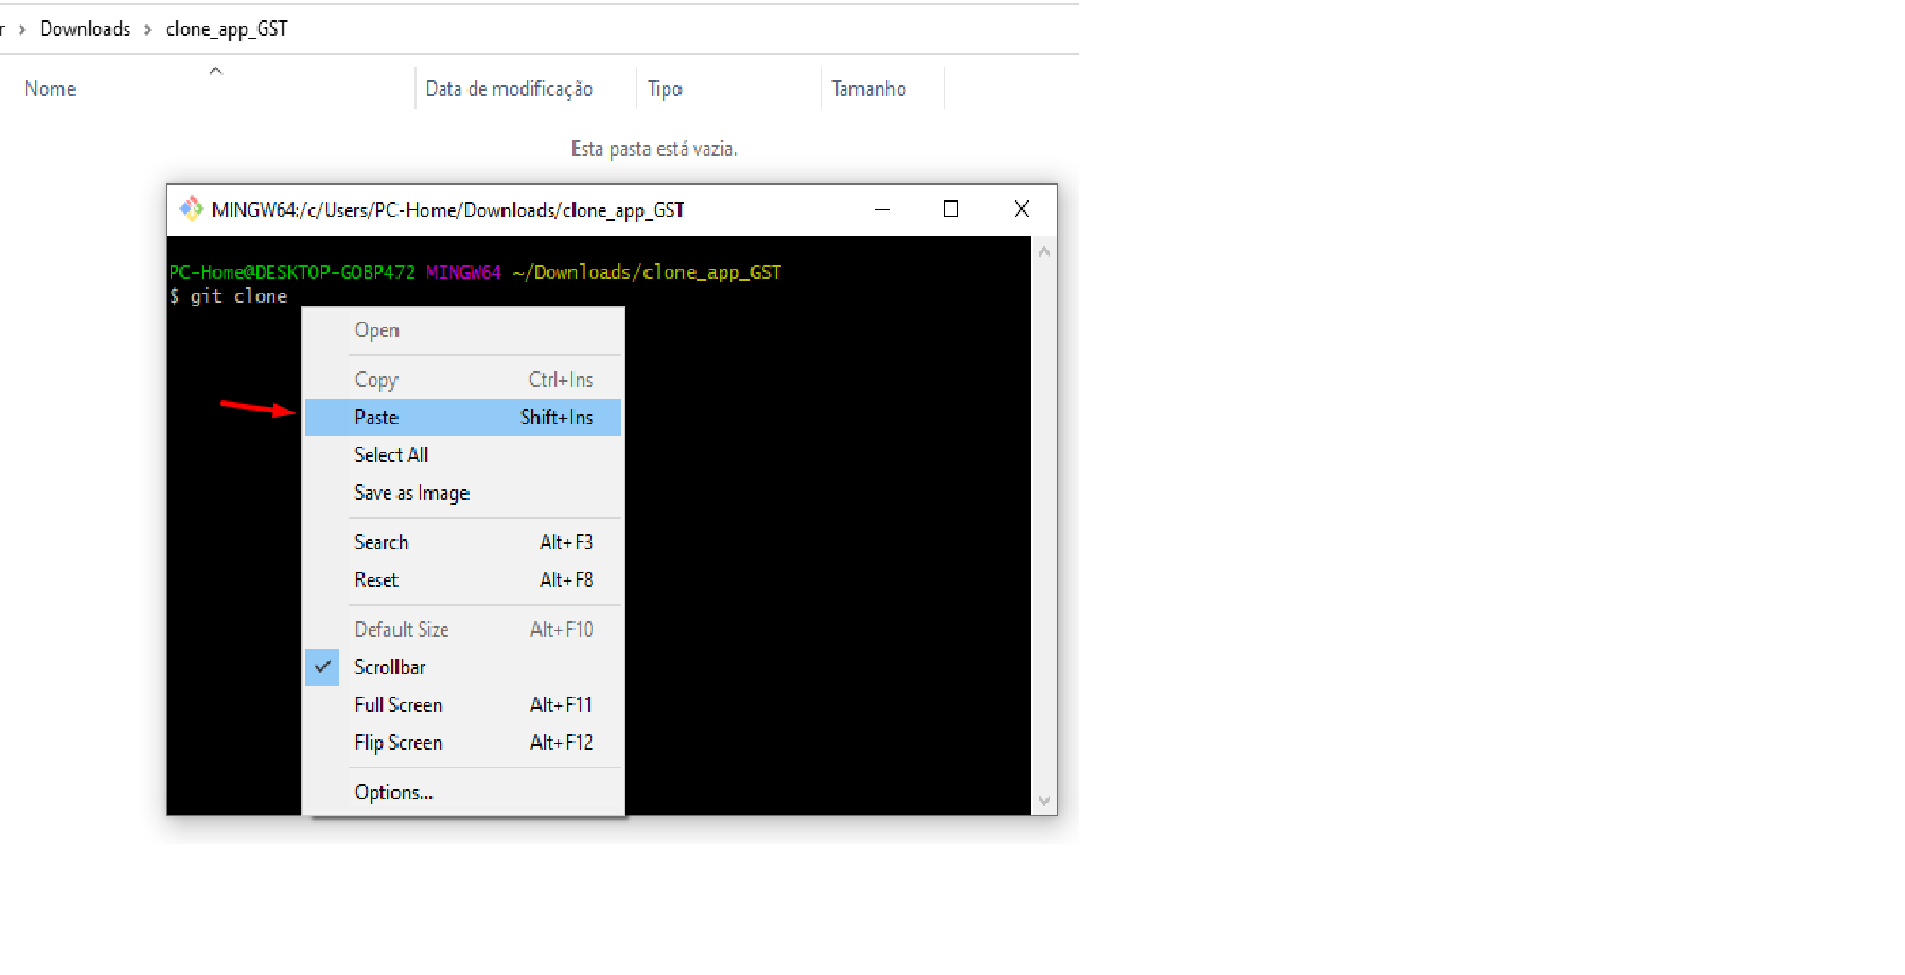 r › Downloads › clone_app_GST
Nome Data de modificação Tipo Tamanho
Esta pasta está vazia.
MINGW64:/c/Users/PC-Home/Downloads/clone_app_GST
PC-Home@DESKTOP-GOBP472 MINGW64 ~/Downloads/clone_app_GST
$ git clone
Open
Copy Ctrl+Ins
Paste Shift+Ins
Select All
Save as Image
Search Alt+F3
Reset Alt+F8
Default Size Alt+F10
Scrollbar
Full Screen Alt+F11
Flip Screen Alt+F12
Options...